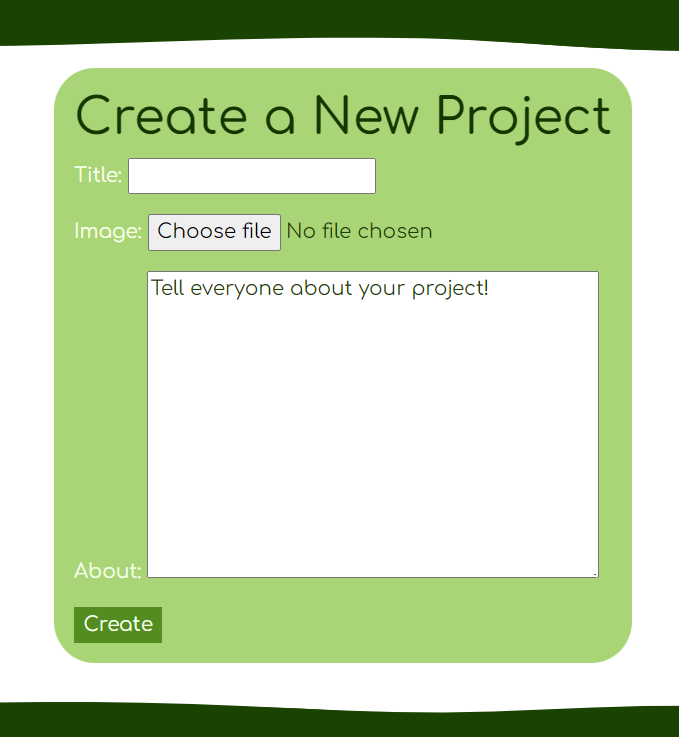 Create a New Project
Title:
Image: Choose file No file chosen
Tell everyone about your project!
About:
Create